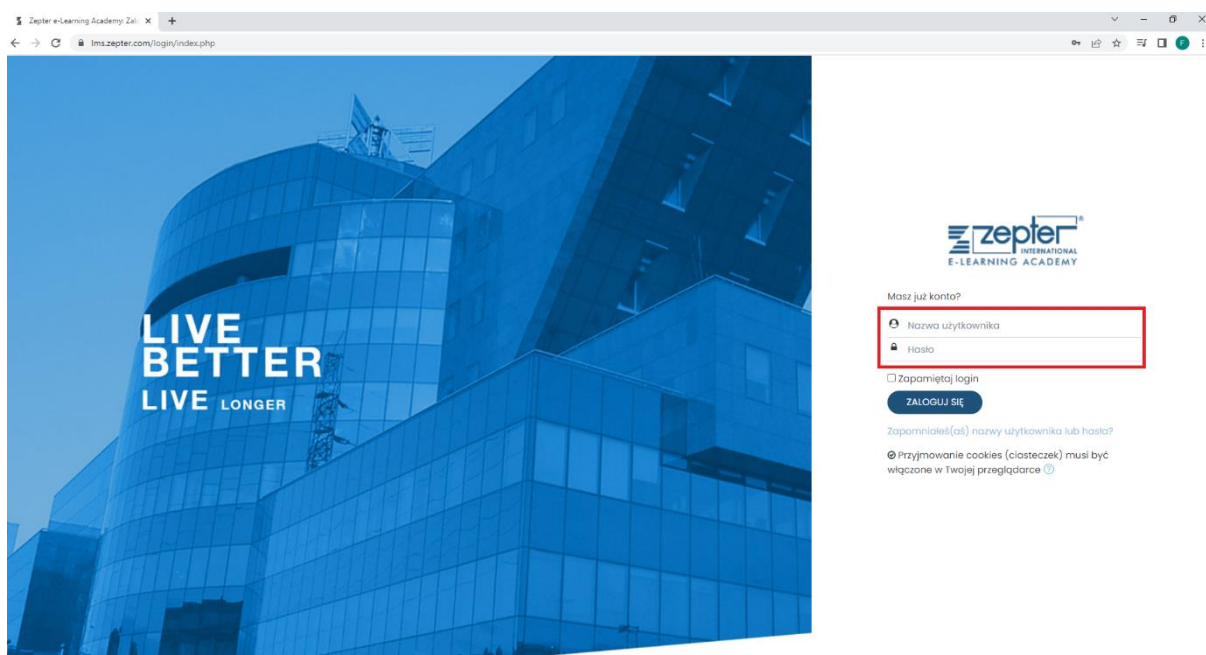 Zepter e-Learning Academy: Zal
lms.zepter.com/login/index.php
F
LIVE
BETTER
LIVE LONGER
zepter®
INTERNATIONAL
E-LEARNING ACADEMY
Masz już konto?
Nazwa użytkownika
Hasło
Zapamiętaj login
ZALOGUJ SIĘ
Zapomniałeś(aś) nazwy użytkownika lub hasła?
Przyjmowanie cookies (ciasteczek) musi być
włączone w Twojej przeglądarce